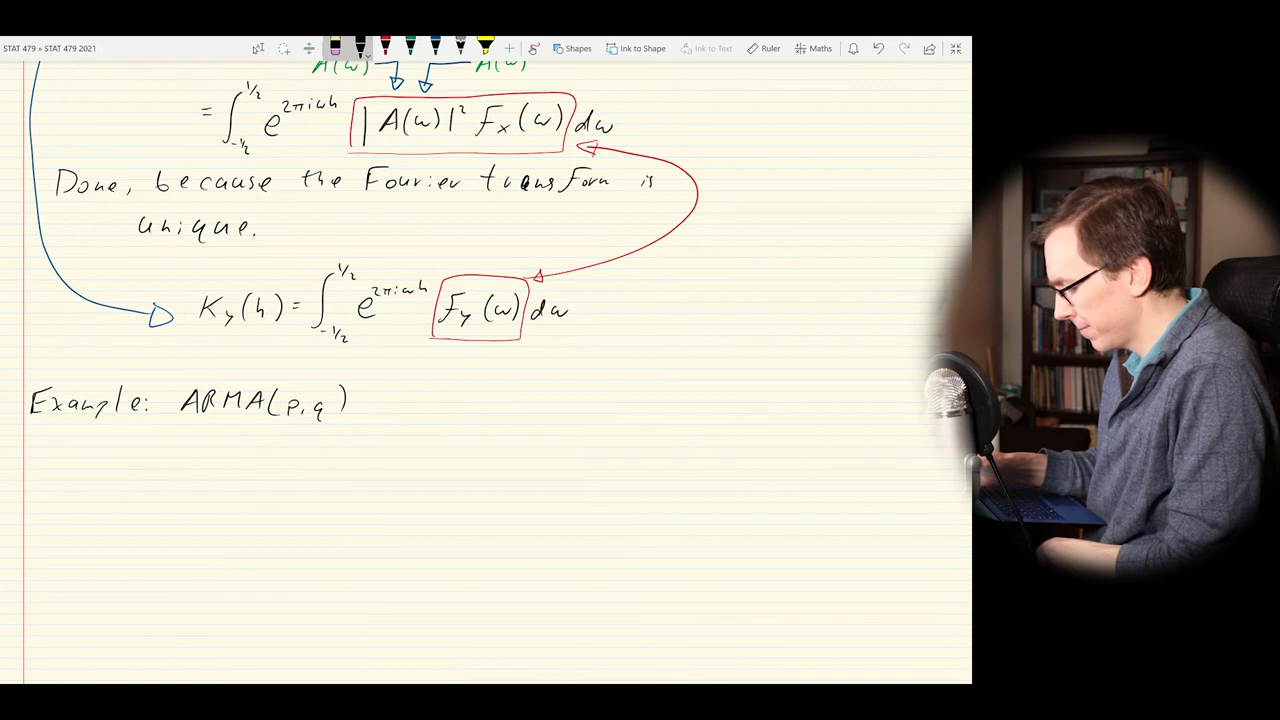 STAT 479 » STAT 479 2021
Shapes Ink to Shape Ink to Text Ruler Maths
A(ω) A(ω)
= ∫_{-1/2}^{1/2} e^{2πiωh} |A(ω)|² f_x(ω) dω
Done, because the Fourier transform is
unique.
K_y(h) = ∫_{-1/2}^{1/2} e^{2πiωh} f_y(ω) dω
Example: ARMA(p,q)